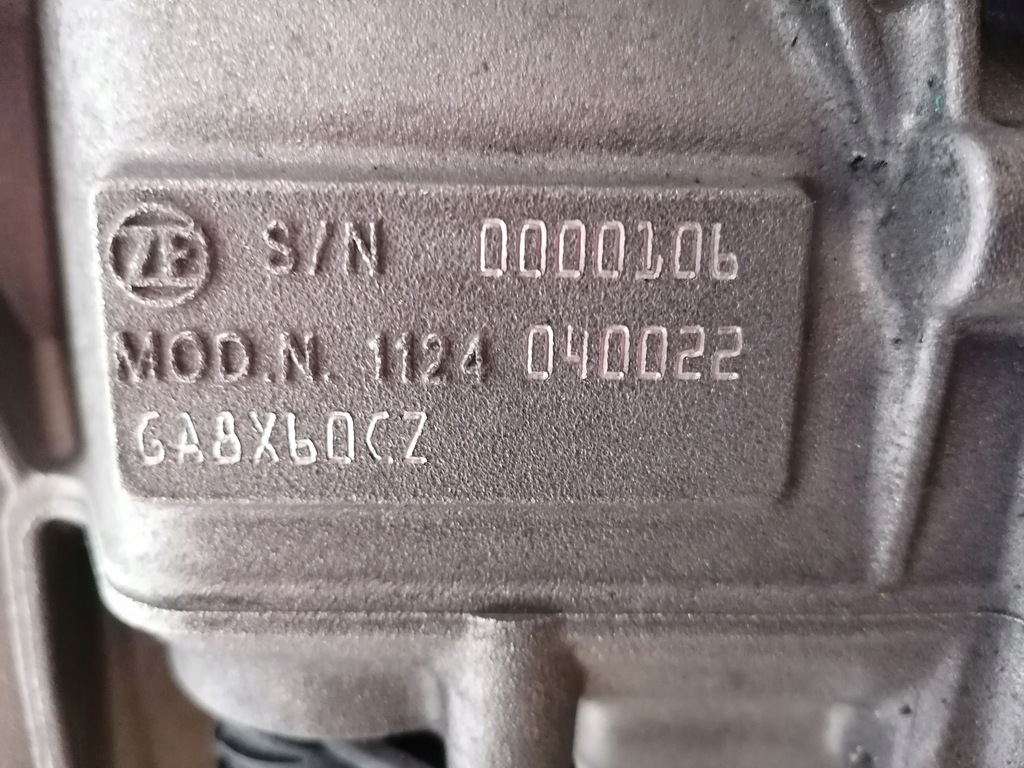 ZF S/N 0000106
MOD.N. 1124 040022
GA8X60CZ